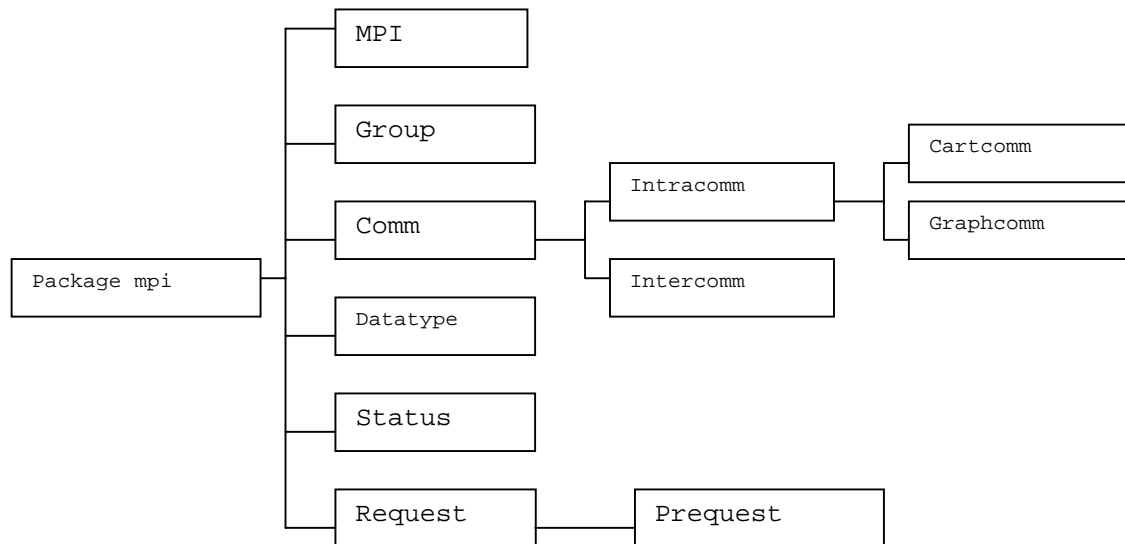 MPI
Group
Cartcomm
Intracomm
Comm
Graphcomm
Package mpi
Intercomm
Datatype
Status
Request
Prequest